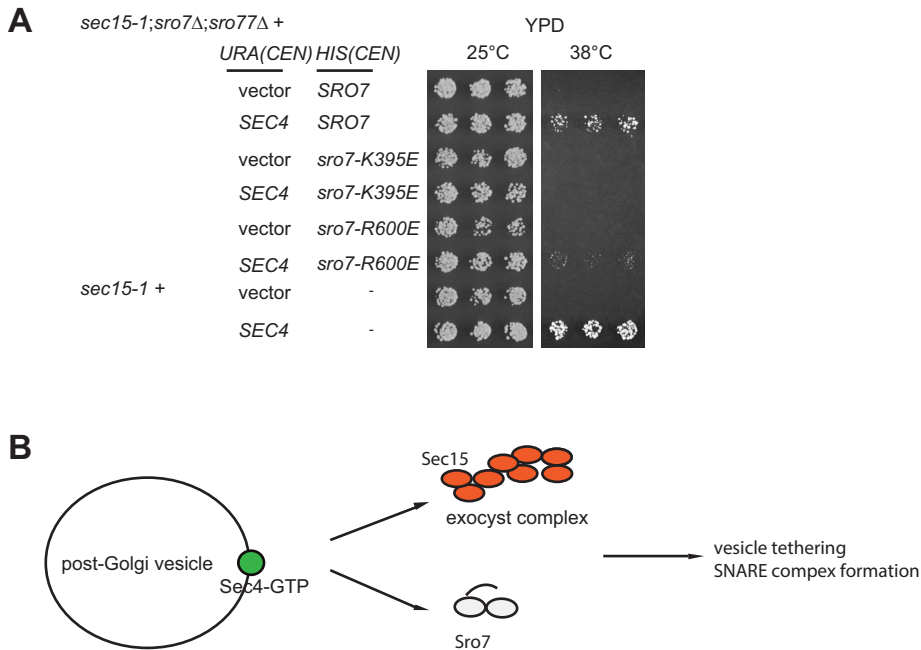 A
sec15-1;sro7Δ;sro77Δ +
YPD
URA(CEN) HIS(CEN)
25°C 38°C
vector SRO7
SEC4 SRO7
vector sro7-K395E
SEC4 sro7-K395E
vector sro7-R600E
SEC4 sro7-R600E
sec15-1 + vector -
SEC4 -
B
Sec15
exocyst complex
post-Golgi vesicle
Sec4-GTP
vesicle tethering
SNARE compex formation
Sro7